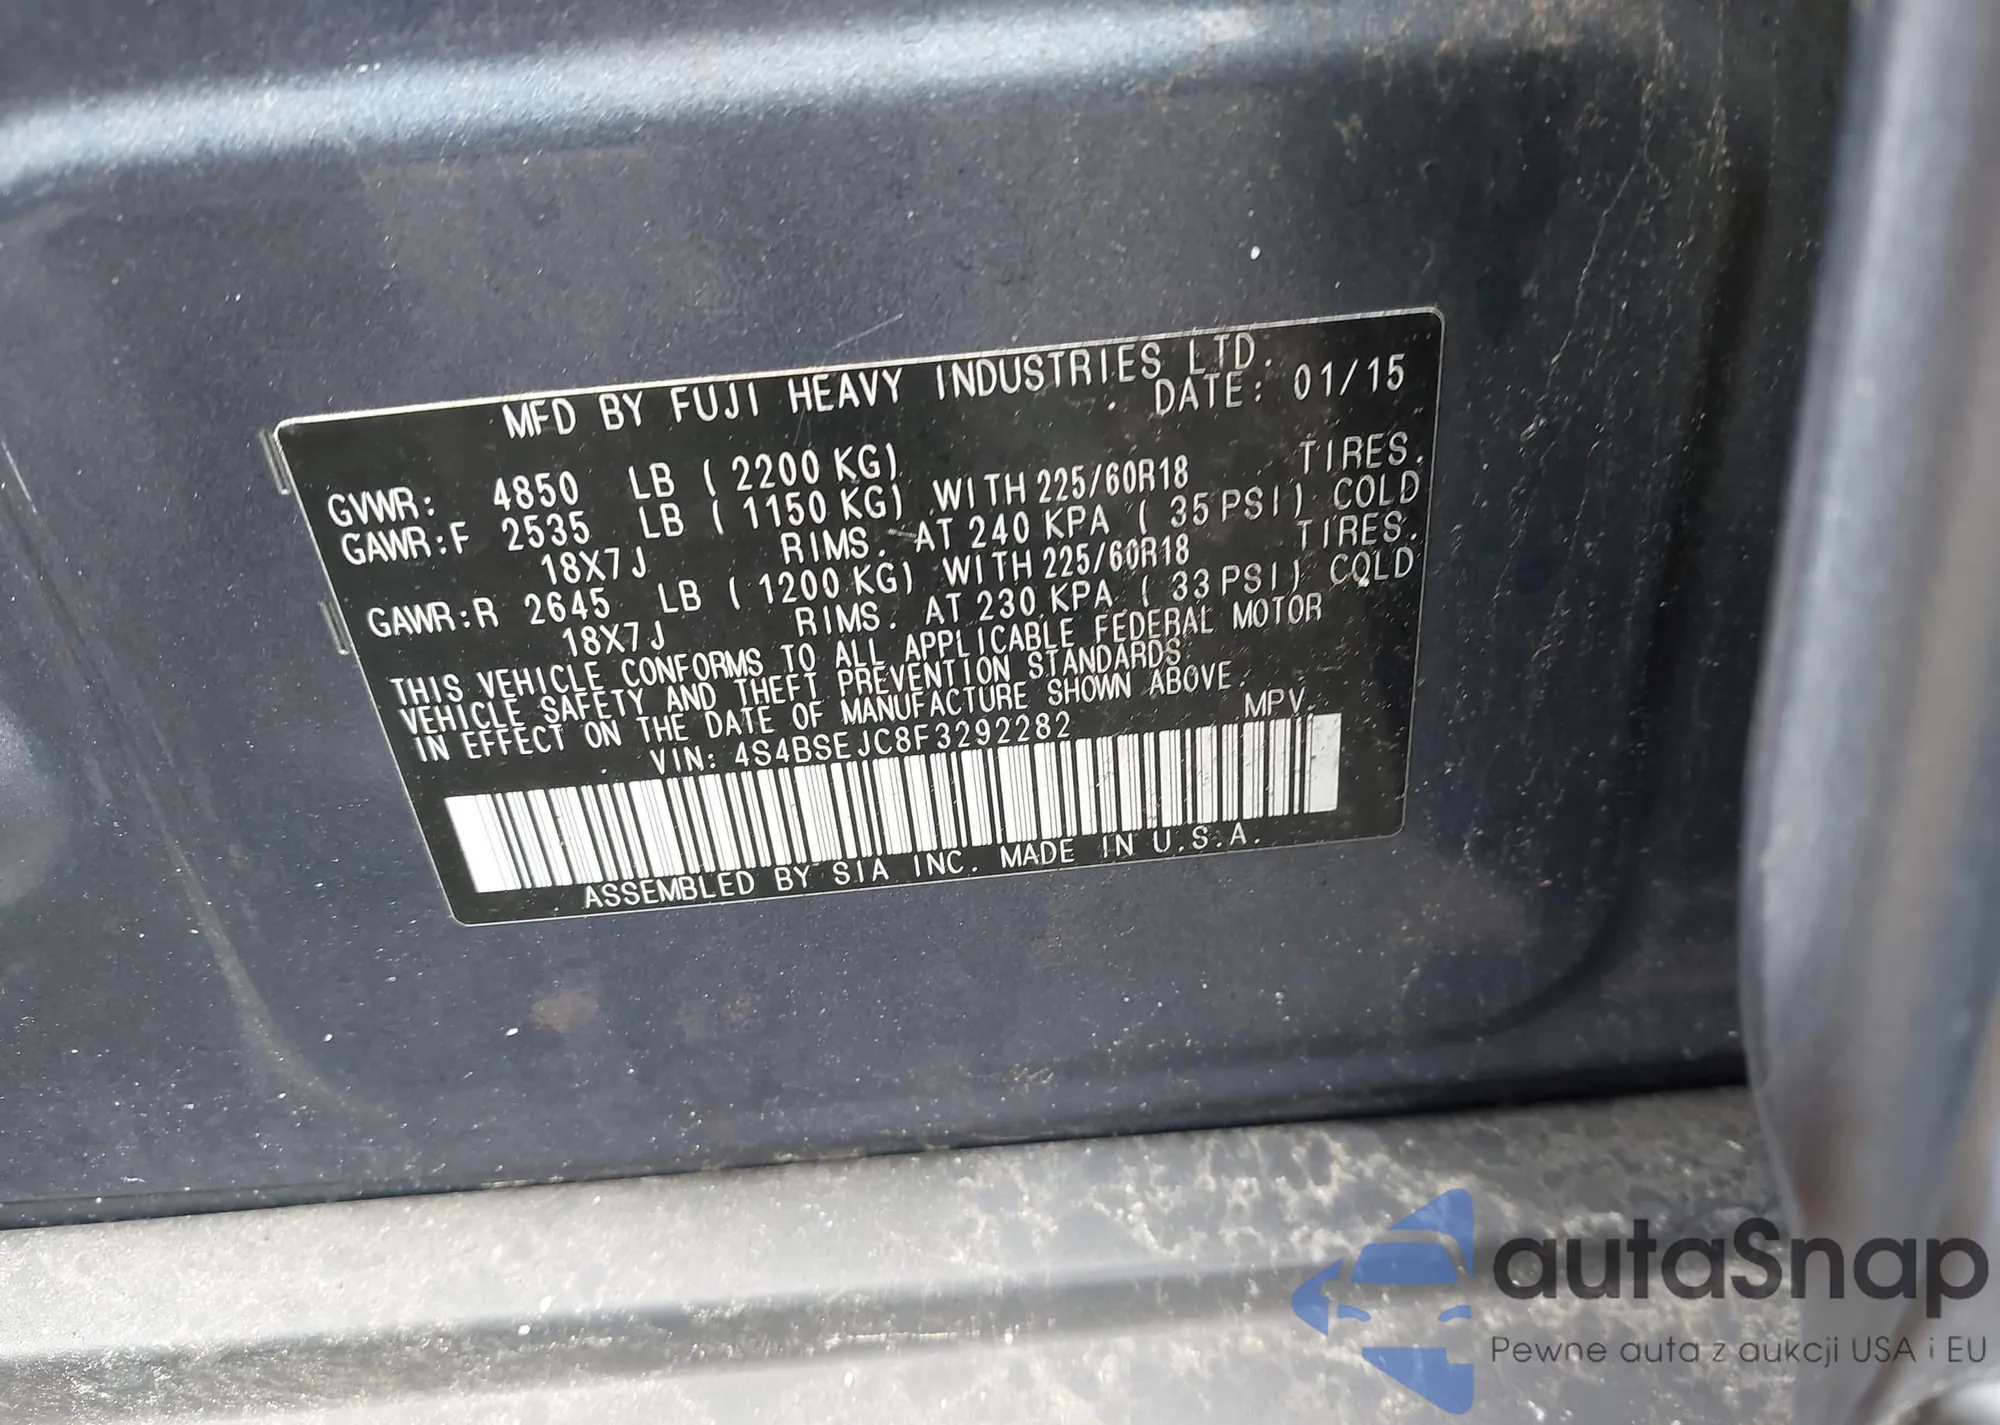 MFD BY FUJI HEAVY INDUSTRIES LTD.
DATE: 01/15
GVWR: 4850 LB ( 2200 KG)
GAWR:F 2535 LB ( 1150 KG) WITH 225/60R18 TIRES.
18X7J RIMS. AT 240 KPA ( 35 PSI) COLD
GAWR:R 2645 LB ( 1200 KG) WITH 225/60R18 TIRES.
18X7J RIMS. AT 230 KPA ( 33 PSI) COLD
THIS VEHICLE CONFORMS TO ALL APPLICABLE FEDERAL MOTOR
VEHICLE SAFETY AND THEFT PREVENTION STANDARDS
IN EFFECT ON THE DATE OF MANUFACTURE SHOWN ABOVE.
VIN: 4S4BSEJC8F3292282 MPV.
ASSEMBLED BY SIA INC. MADE IN U.S.A.
autaSnap
Pewne auta z aukcji USA i EU